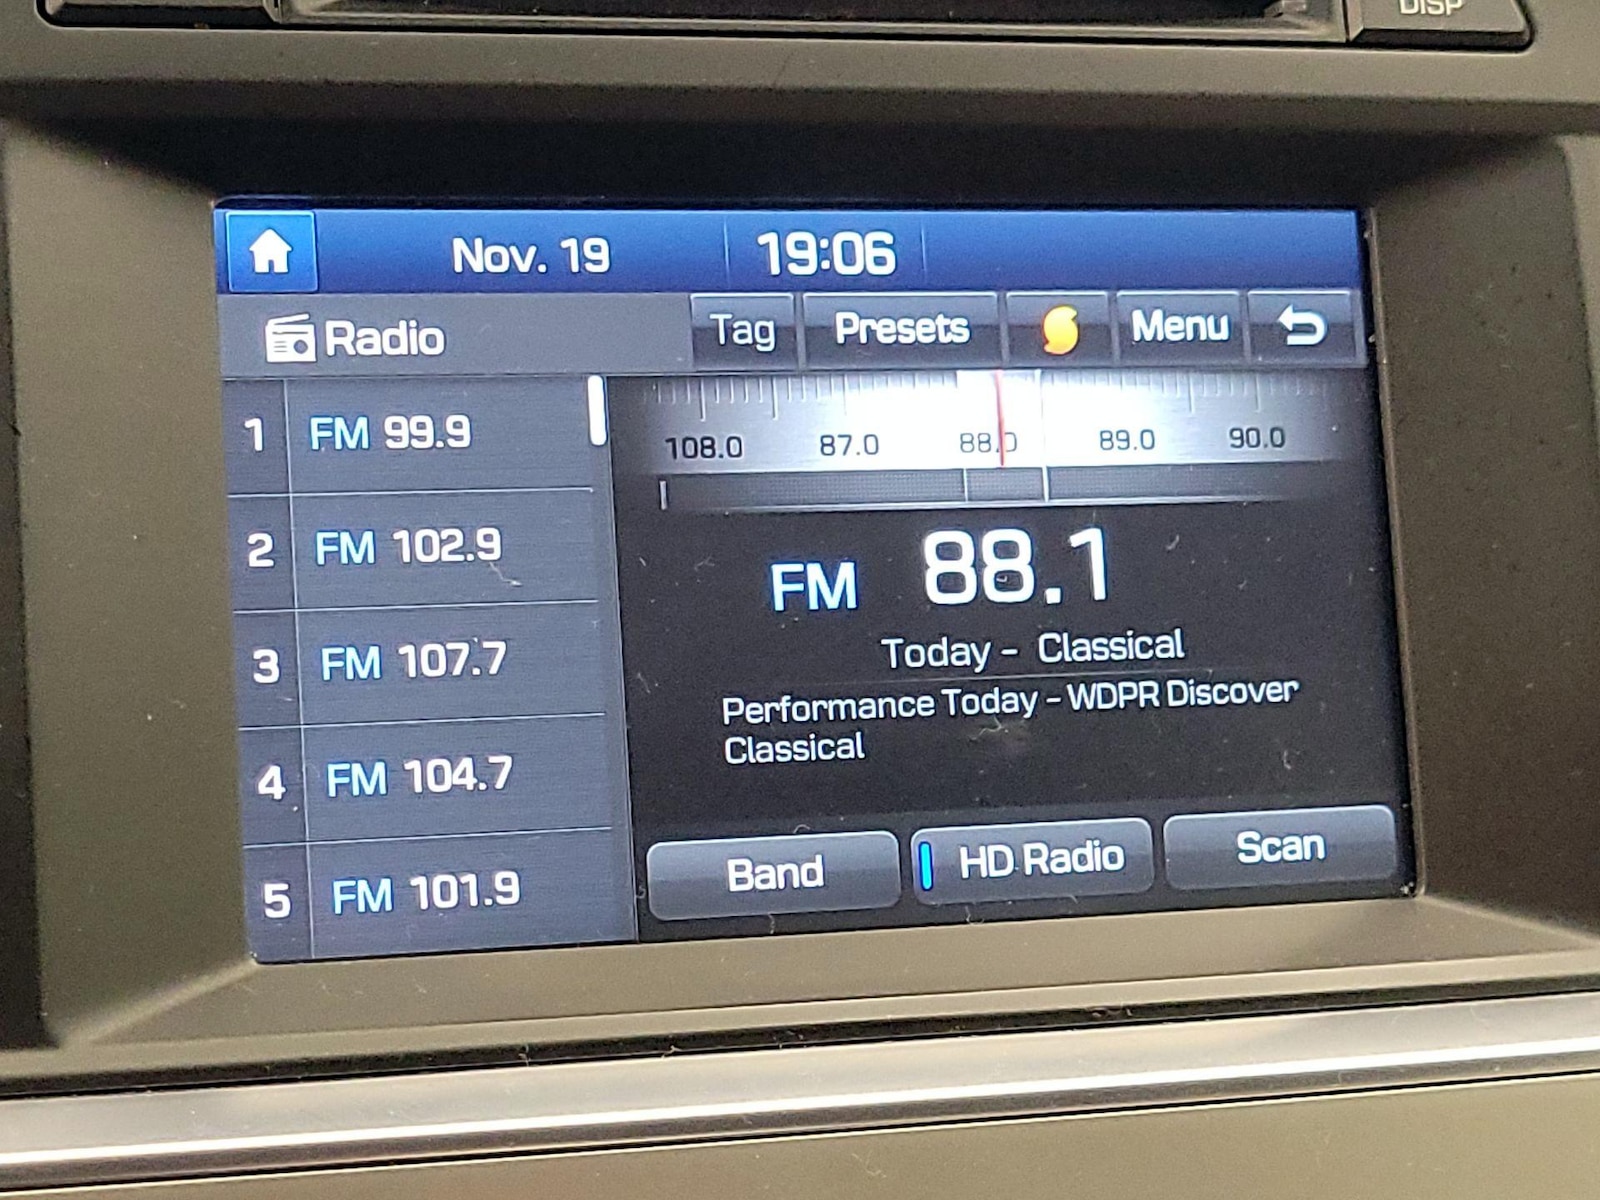 DISP
Nov. 19 19:06
Radio Tag Presets Menu
1 FM 99.9
2 FM 102.9
3 FM 107.7
4 FM 104.7
5 FM 101.9
108.0 87.0 88.0 89.0 90.0
FM 88.1
Today - Classical
Performance Today - WDPR Discover
Classical
Band HD Radio Scan